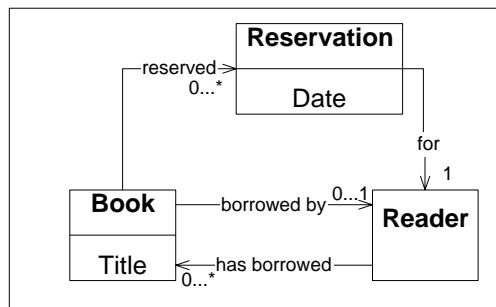 Reservation
reserved
0...*
Date
for
1
Book
borrowed by
0...1
Reader
Title
has borrowed
0...*